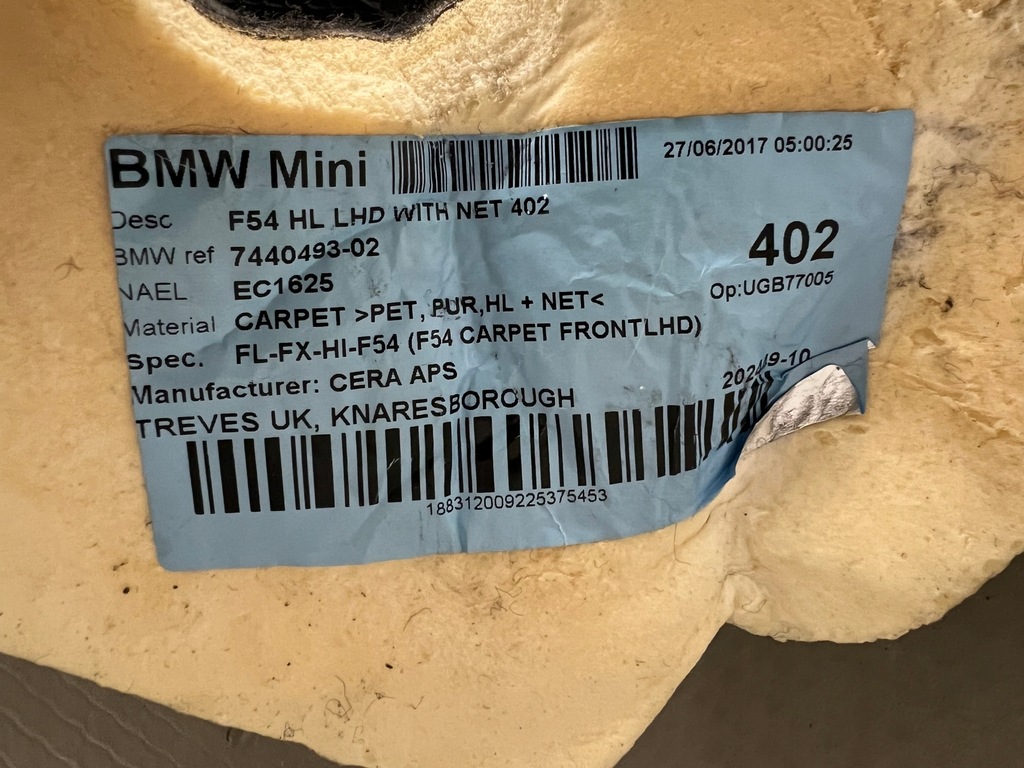 BMW Mini
27/06/2017 05:00:25
Desc F54 HL LHD WITH NET 402
BMW ref 7440493-02
402
NAEL EC1625
Op:UGB77005
Material CARPET >PET, PUR,HL + NET<
Spec. FL-FX-HI-F54 (F54 CARPET FRONTLHD)
Manufacturer: CERA APS
TREVES UK, KNARESBOROUGH
188312009225375453